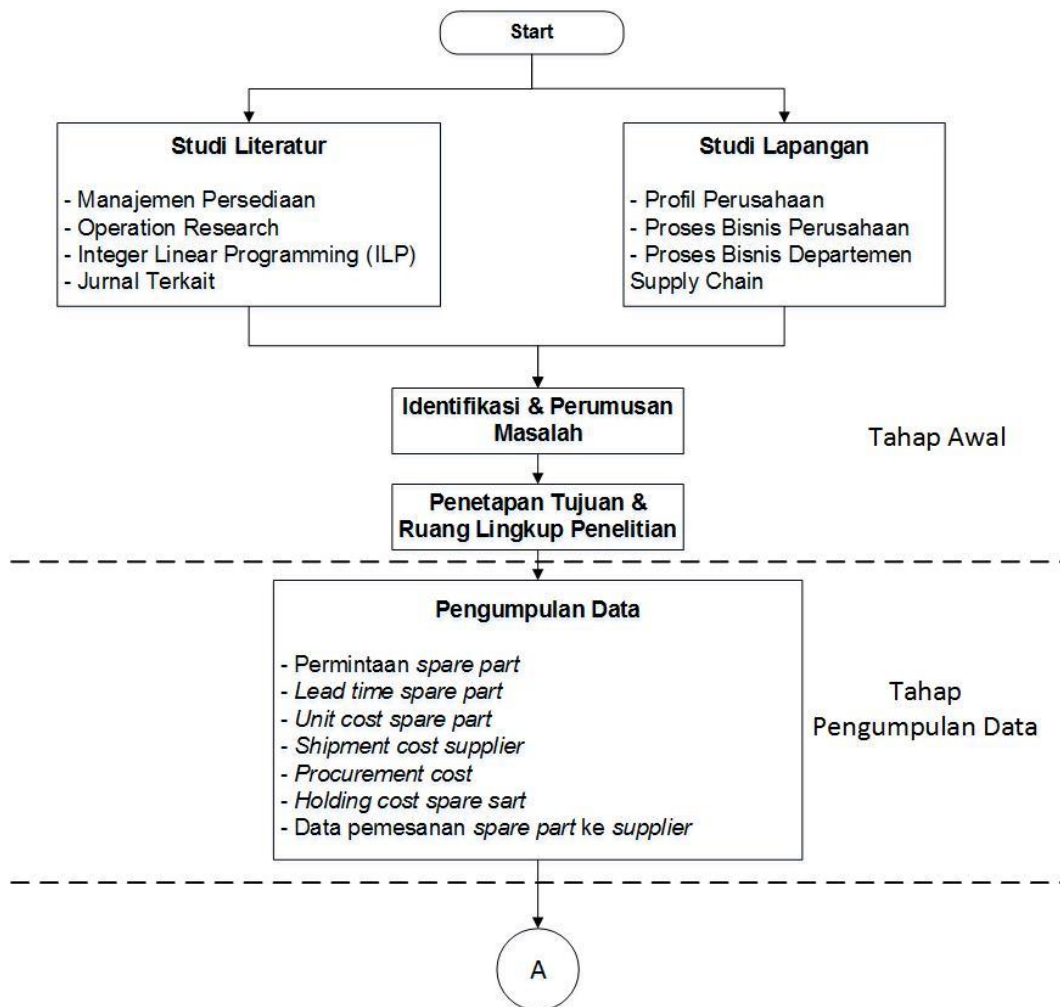 Start
Studi Literatur
- Manajemen Persediaan
- Operation Research
- Integer Linear Programming (ILP)
- Jurnal Terkait
Studi Lapangan
- Profil Perusahaan
- Proses Bisnis Perusahaan
- Proses Bisnis Departemen
Supply Chain
Identifikasi & Perumusan
Masalah
Tahap Awal
Penetapan Tujuan &
Ruang Lingkup Penelitian
Pengumpulan Data
- Permintaan spare part
- Lead time spare part
- Unit cost spare part
- Shipment cost supplier
- Procurement cost
- Holding cost spare sart
- Data pemesanan spare part ke supplier
Tahap
Pengumpulan Data
A